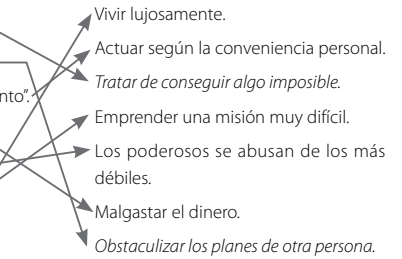 Vivir lujosamente.
Actuar según la conveniencia personal.
Tratar de conseguir algo imposible.
nto".
Emprender una misión muy difícil.
Los poderosos se abusan de los más
débiles.
Malgastar el dinero.
Obstaculizar los planes de otra persona.